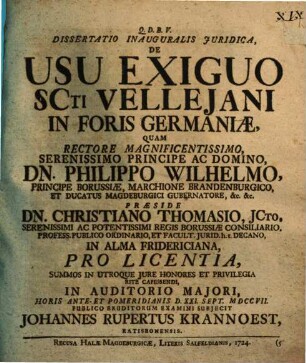 XIX
Q. D. B. V.
DISSERTATIO INAUGURALIS JURIDICA,
DE
USU EXIGUO
SCTI VELLEJANI
IN FORIS GERMANIÆ,
QUAM
RECTORE MAGNIFICENTISSIMO,
SERENISSIMO PRINCIPE AC DOMINO,
DN. PHILIPPO WILHELMO,
PRINCIPE BORUSSIÆ, MARCHIONE BRANDENBURGICO,
ET DUCATUS MAGDEBURGICI GUBERNATORE, &c. &c.
PRÆSIDE
DN. CHRISTIANO THOMASIO, JCTO,
SERENISSIMI AC POTENTISSIMI REGIS BORUSSIÆ CONSILIARIO,
PROFESS. PUBLICO ORDINARIO, ET FACULT. JURID. h. t. DECANO,
IN ALMA FRIDERICIANA,
PRO LICENTIA,
SUMMOS IN UTROQUE JURE HONORES ET PRIVILEGIA
RITE CAPESSENDI,
IN AUDITORIO MAJORI,
HORIS ANTE- ET POMERIDIANIS D. XXI. SEPT. MDCCVII.
PUBLICO ERUDITORUM EXAMINI SUBJICIT
JOHANNES RUPERTUS KRANNOEST,
RATISBONENSIS.
RECUSA HALÆ MAGDEBURGICÆ, LITERIS SALFELDIANIS, 1724.